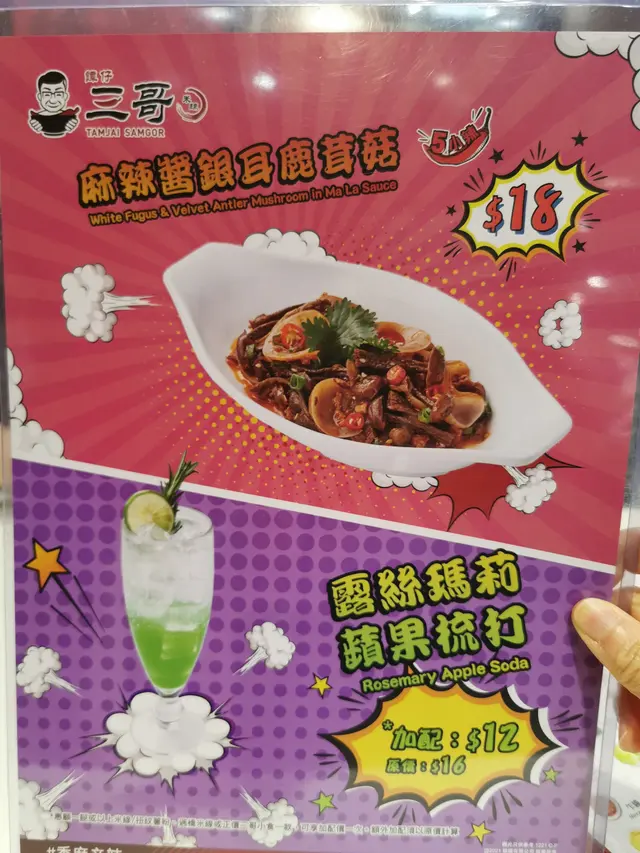 譚仔
三哥
米線
TAMJAI SAMGOR
麻辣醬銀耳鹿茸菇
White Fugus & Velvet Antler Mushroom in Ma La Sauce
5小辣
$18
露絲瑪莉
蘋果梳打
Rosemary Apple Soda
*加配：$12
原價：$16